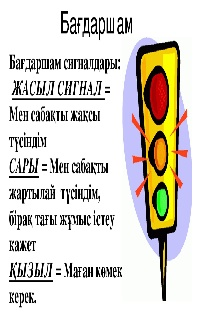 Бағдаршам
Бағдаршам сигналдары:
ЖАСЫЛ СИГНАЛ =
Мен сабақты жақсы
түсіндім
САРЫ = Мен сабақты
жартылай түсіндім,
бірақ тағы жұмыс істеу
кажет
ҚЫЗЫЛ = Маған көмек
керек.